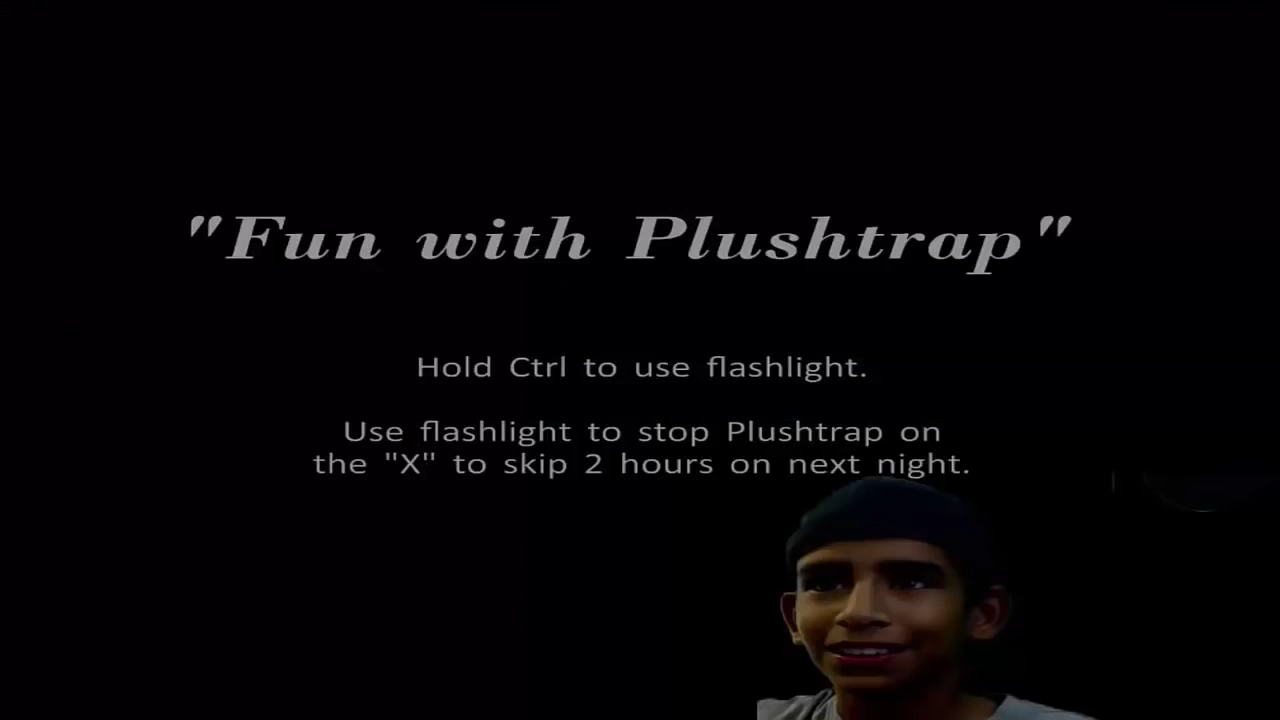 "Fun with Plushtrap"
Hold Ctrl to use flashlight.
Use flashlight to stop Plushtrap on
the "X" to skip 2 hours on next night.